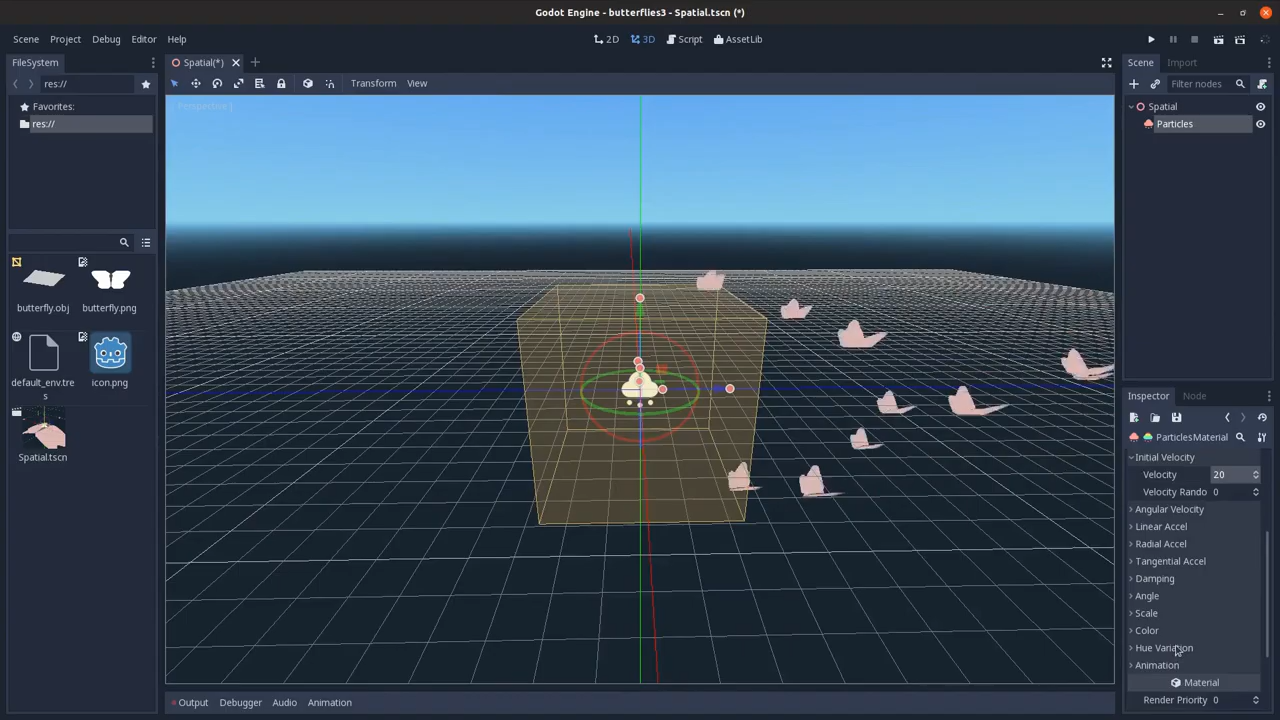 Godot Engine - butterflies3 - Spatial.tscn (*)
Scene Project Debug Editor Help
2D 3D Script AssetLib
FileSystem
Spatial(*)
Scene Import
res://
Transform View
Filter nodes
Favorites:
res://
Perspective ]
Spatial
Particles
butterfly.obj butterfly.png
default_env.tre
s
icon.png
Spatial.tscn
Inspector Node
ParticlesMaterial
Initial Velocity
Velocity 20
Velocity Rando 0
Angular Velocity
Linear Accel
Radial Accel
Tangential Accel
Damping
Angle
Scale
Color
Hue Variation
Animation
Material
Render Priority 0
Output Debugger Audio Animation